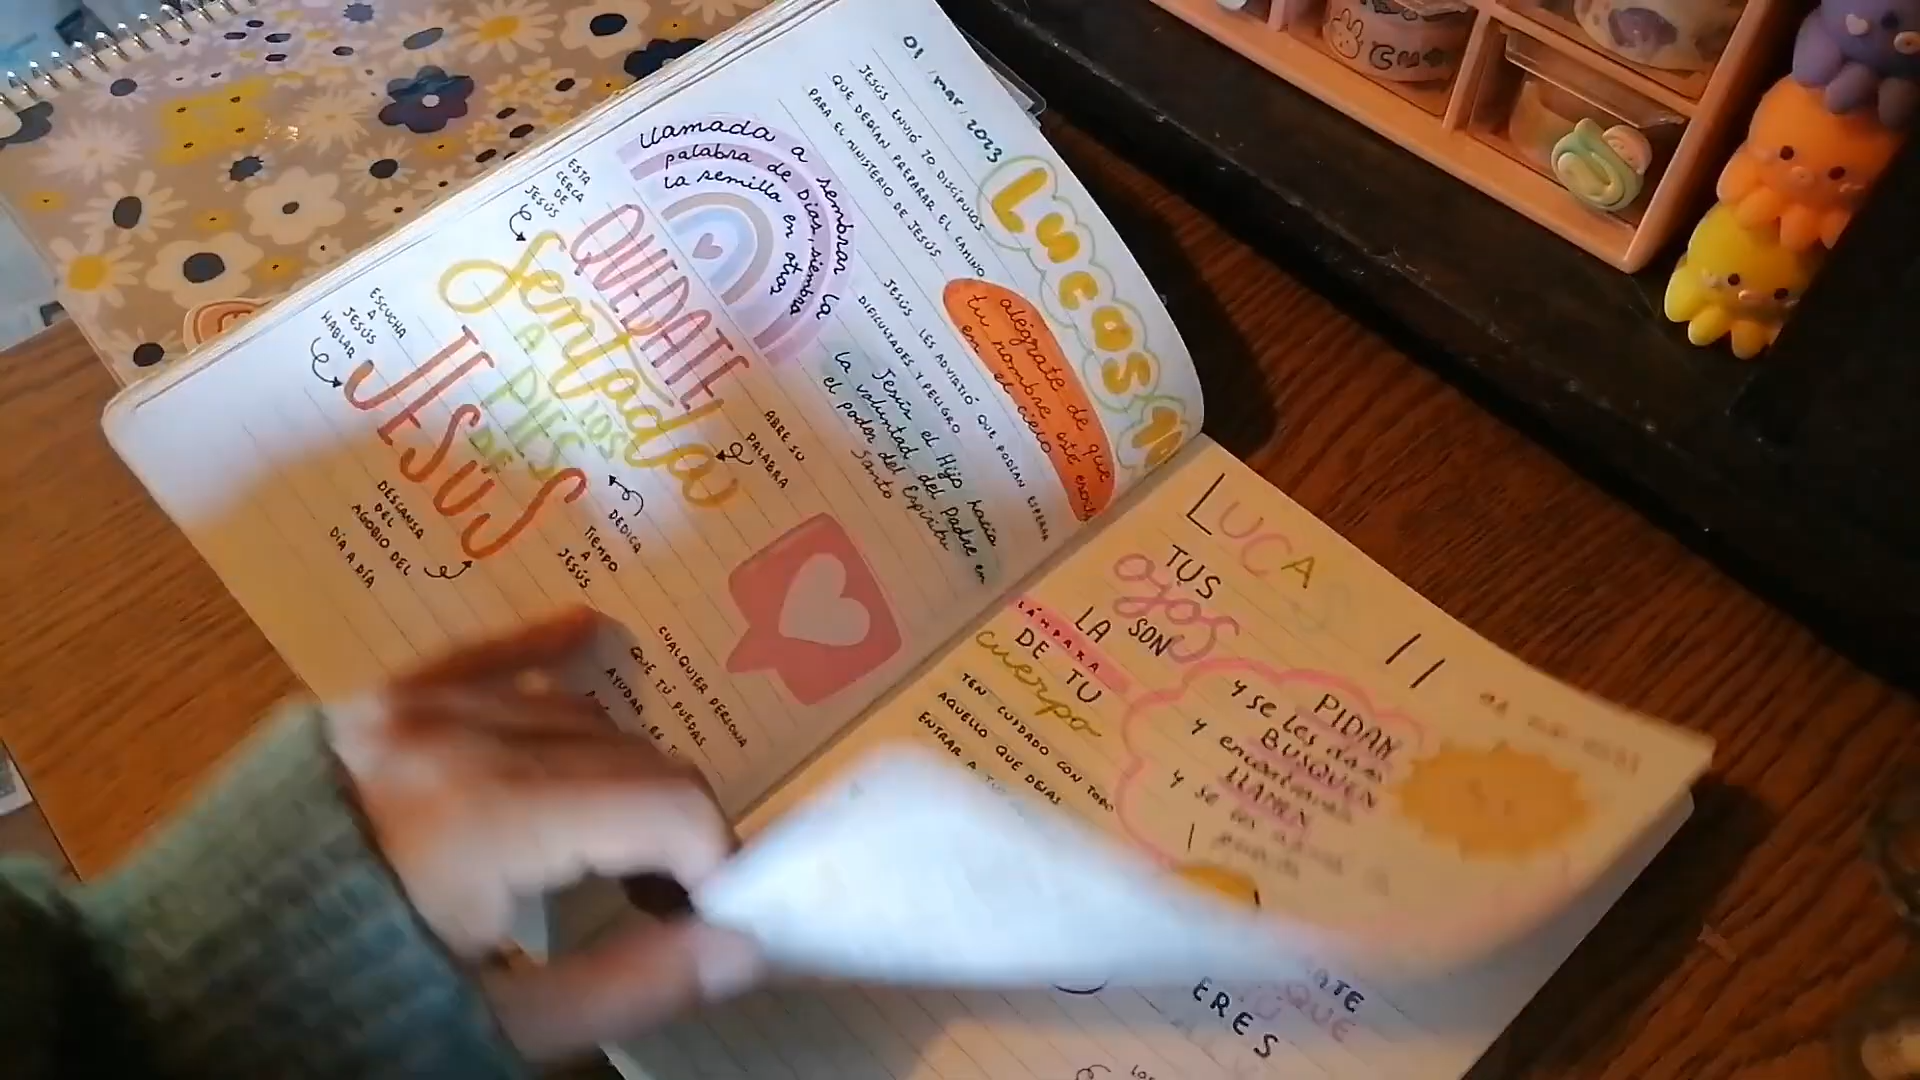 01/mar/2023
Lucas 10
JESÚS ENVIÓ 70 DISCÍPULOS
QUE DEBÍAN PREPARAR EL CAMINO
PARA EL MINISTERIO DE JESÚS
alégrate de que
tu nombre esté escrito
en el cielo
JESÚS LES ADVIRTIÓ QUE PODÍAN ESPERAR
DIFICULTADES Y PELIGRO
Jesús el Hijo hacía
la voluntad del padre en
el poder del Espíritu
Santo
llamada a sembrar la
palabra de Dios, siembra
la semilla en otros
ESTA
CERCA
DE
JESÚS
QUÉDATE
Sentada
A LOS
PIES
DE
JESÚS
ESCUCHA
A
JESÚS
HABLAR
ABRE SU
PALABRA
DEDICA
TIEMPO
A
JESÚS
DESCANSA
DEL
AGOBIO DEL
DÍA A DÍA
CUALQUIER PERSONA
QUE TÚ PUEDAS
AYUDAR, ES
LUCAS 11
TUS
ojos
SON
LA
LÁMPARA
DE TU
cuerpo
TEN CUIDADO CON TODO
AQUELLO QUE DEJAS
ENTRAR A
PIDAN
y se les dará
BUSQUEN
y encontrarán
LLAMEN
y se
QUE
ERES